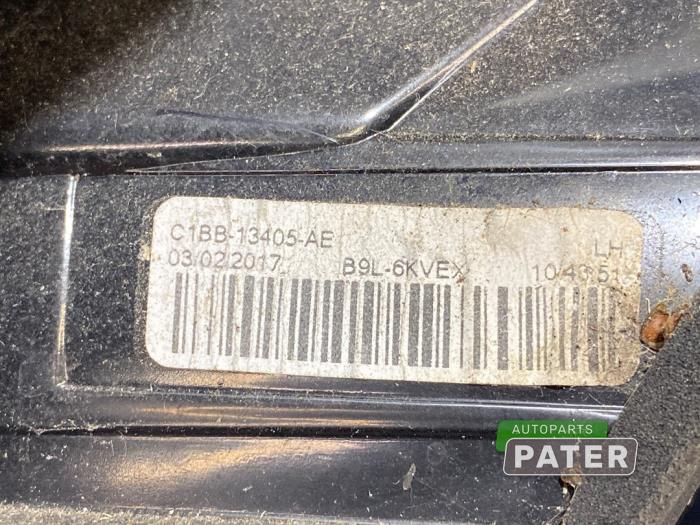 C1BB-13405-AE LH
03/02/2017 B9L-6KVEX 10:43:51
AUTOPARTS
PATER